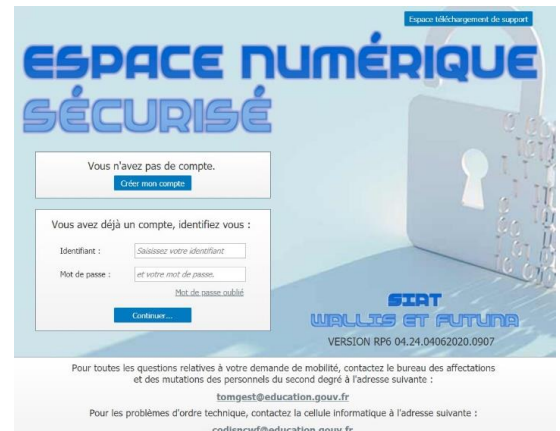 Espace téléchargement de support
ESPACE NUMÉRIQUE
SÉCURISÉ
Vous n'avez pas de compte.
Créer mon compte
Vous avez déjà un compte, identifiez vous :
Identifiant : Saisissez votre identifiant
Mot de passe : et votre mot de passe.
Mot de passe oublié
Continuer...
SIAT
WALLIS ET FUTUNA
VERSION RP6 04.24.04062020.0907
Pour toutes les questions relatives à votre demande de mobilité, contactez le bureau des affectations
et des mutations des personnels du second degré à l'adresse suivante :
tomgest@education.gouv.fr
Pour les problèmes d'ordre technique, contactez la cellule informatique à l'adresse suivante :
codisncwf@education.gouv.fr